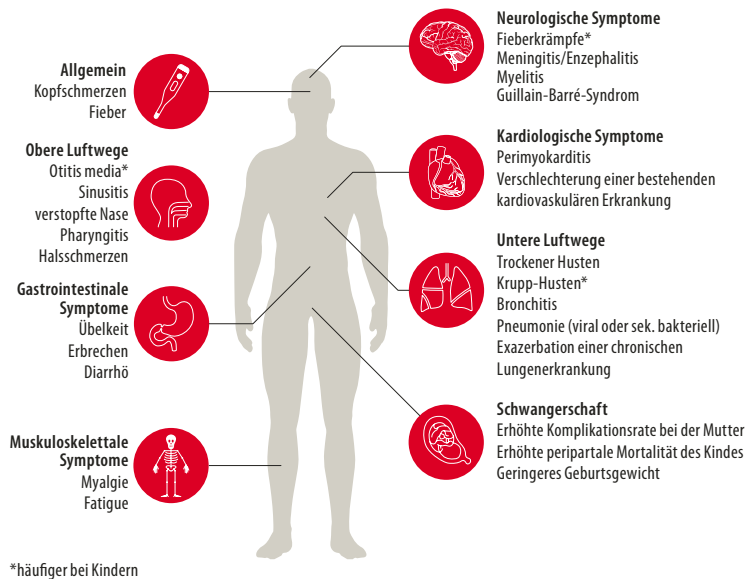 Allgemein
Kopfschmerzen
Fieber
Obere Luftwege
Otitis media*
Sinusitis
verstopfte Nase
Pharyngitis
Halsschmerzen
Gastrointestinale
Symptome
Übelkeit
Erbrechen
Diarrhö
Muskuloskelettale
Symptome
Myalgie
Fatigue
Neurologische Symptome
Fieberkrämpfe*
Meningitis/Enzephalitis
Myelitis
Guillain-Barré-Syndrom
Kardiologische Symptome
Perimyokarditis
Verschlechterung einer bestehenden
kardiovaskulären Erkrankung
Untere Luftwege
Trockener Husten
Krupp-Husten*
Bronchitis
Pneumonie (viral oder sek. bakteriell)
Exazerbation einer chronischen
Lungenerkrankung
Schwangerschaft
Erhöhte Komplikationsrate bei der Mutter
Erhöhte peripartale Mortalität des Kindes
Geringeres Geburtsgewicht
*häufiger bei Kindern